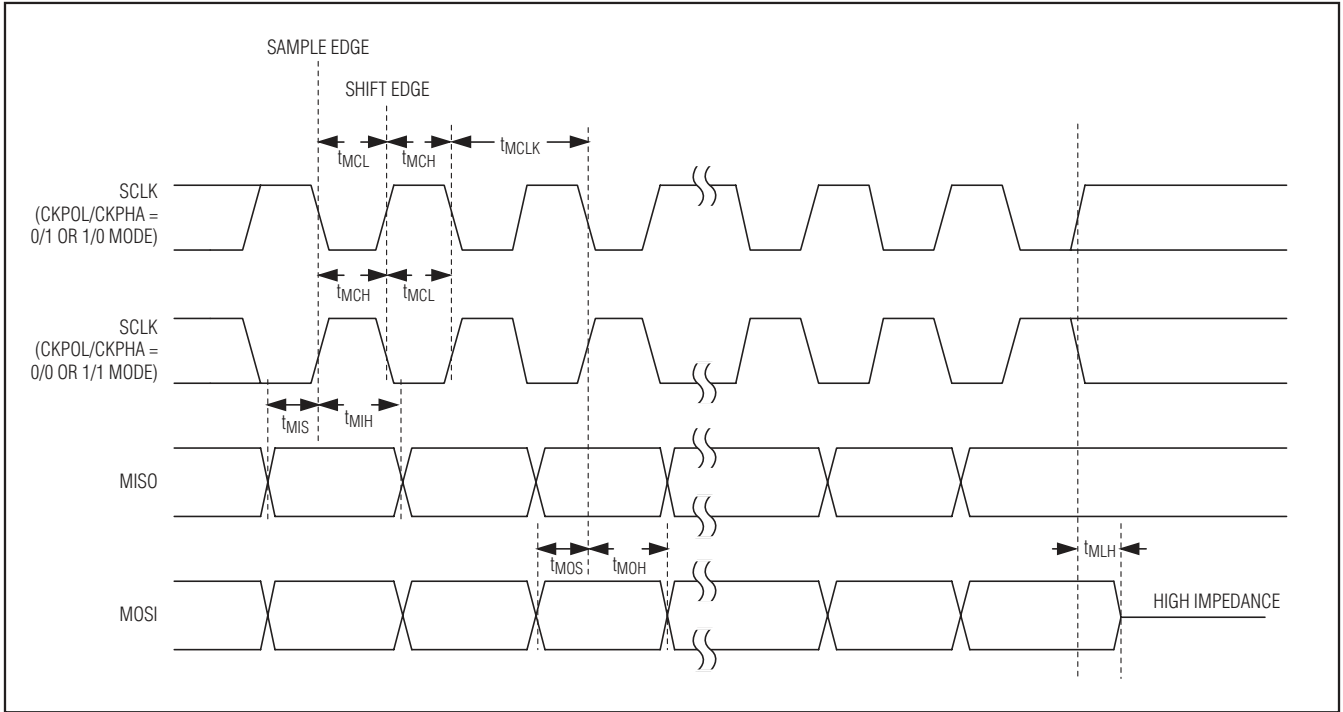 SAMPLE EDGE
SHIFT EDGE
tMCL
tMCH
tMCLK
SCLK
(CKPOL/CKPHA =
0/1 OR 1/0 MODE)
tMCH
tMCL
SCLK
(CKPOL/CKPHA =
0/0 OR 1/1 MODE)
tMIS
tMIH
MISO
tMOS
tMOH
tMLH
MOSI
HIGH IMPEDANCE